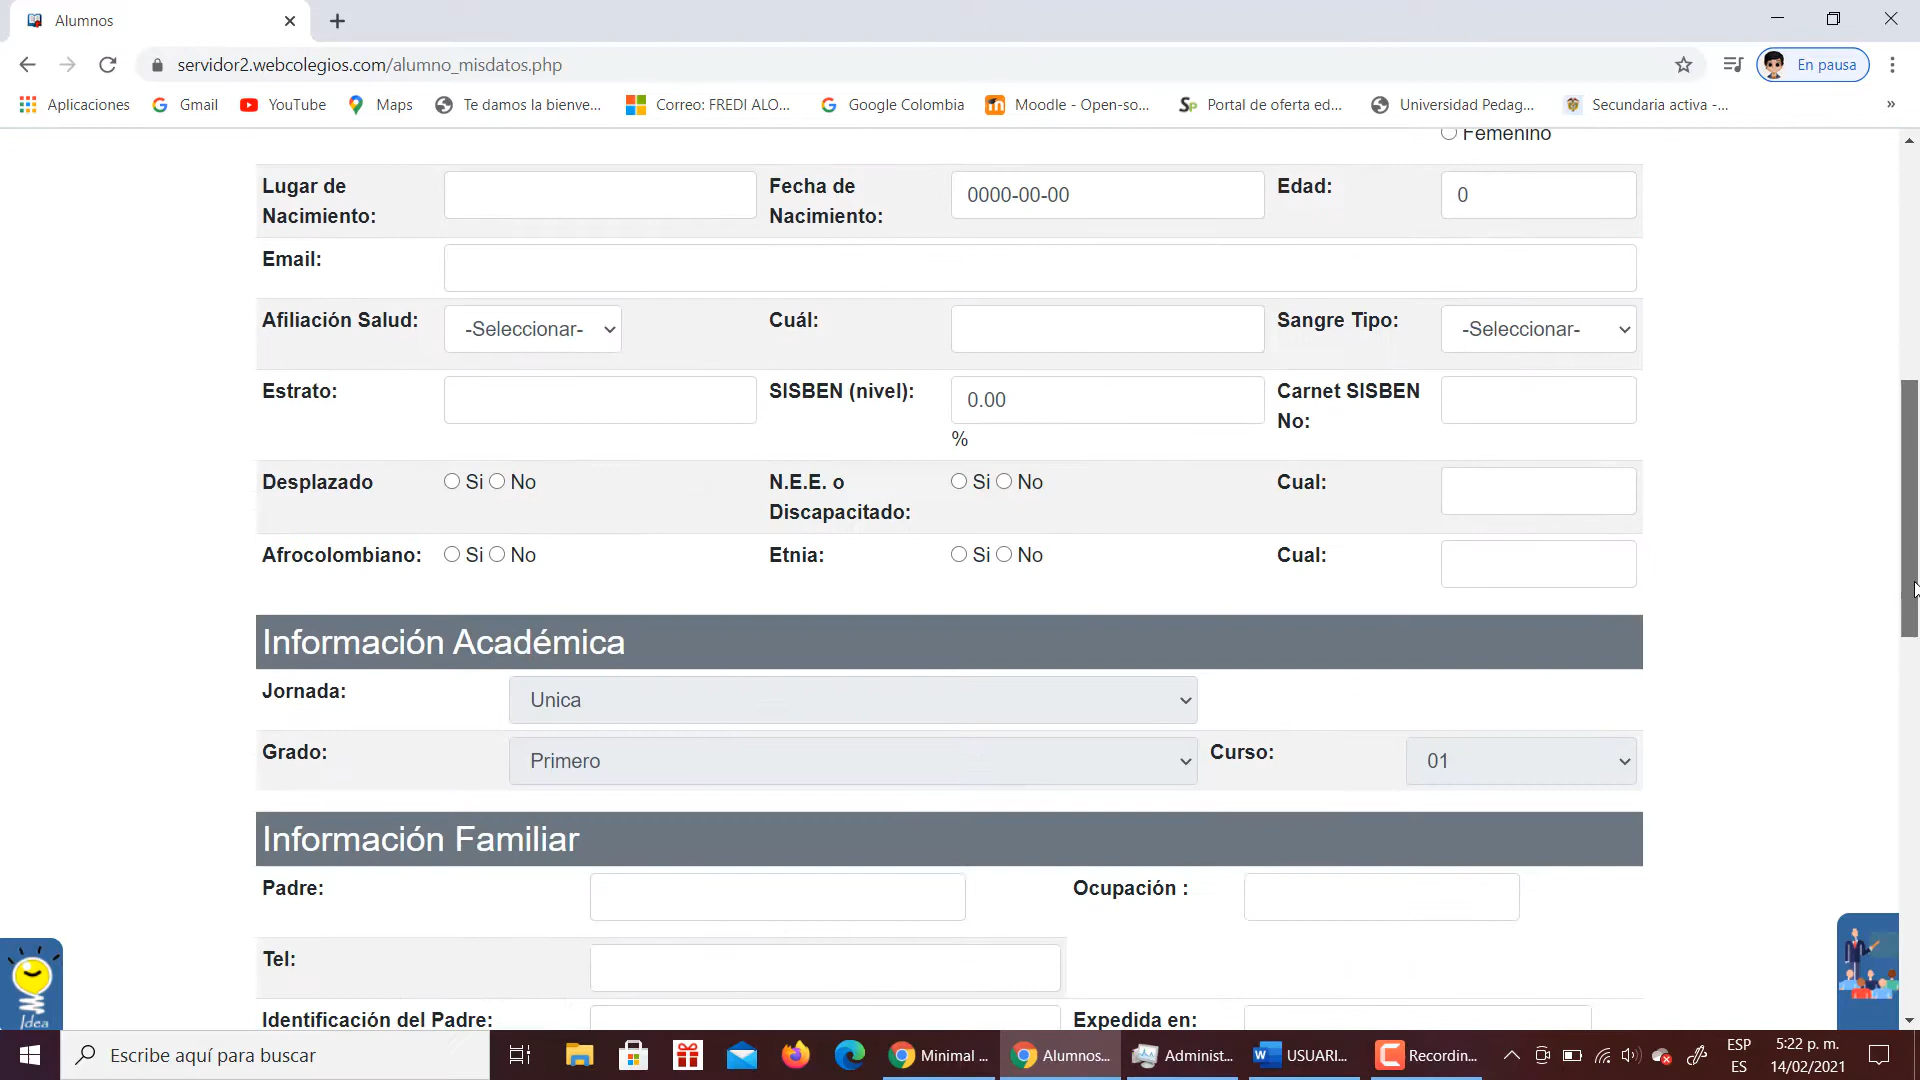 Alumnos
servidor2.webcolegios.com/alumno_misdatos.php
En pausa
Aplicaciones Gmail YouTube Maps Te damos la bienve... Correo: FREDI ALO... Google Colombia Moodle - Open-so... Portal de oferta ed... Universidad Pedag... Secundaria activa -... »
Femenino
Lugar de Nacimiento: Fecha de Nacimiento: 0000-00-00 Edad: 0
Email:
Afiliación Salud: -Seleccionar- Cuál: Sangre Tipo: -Seleccionar-
Estrato: SISBEN (nivel): 0.00 Carnet SISBEN No:
%
Desplazado Si No N.E.E. o Discapacitado: Si No Cual:
Afrocolombiano: Si No Etnia: Si No Cual:
Información Académica
Jornada: Unica
Grado: Primero Curso: 01
Información Familiar
Padre: Ocupación :
Tel:
Identificación del Padre: Expedida en:
Idea
Escribe aquí para buscar Minimal ... Alumnos... Administ... USUARI... Recordin... ESP ES 5:22 p. m. 14/02/2021